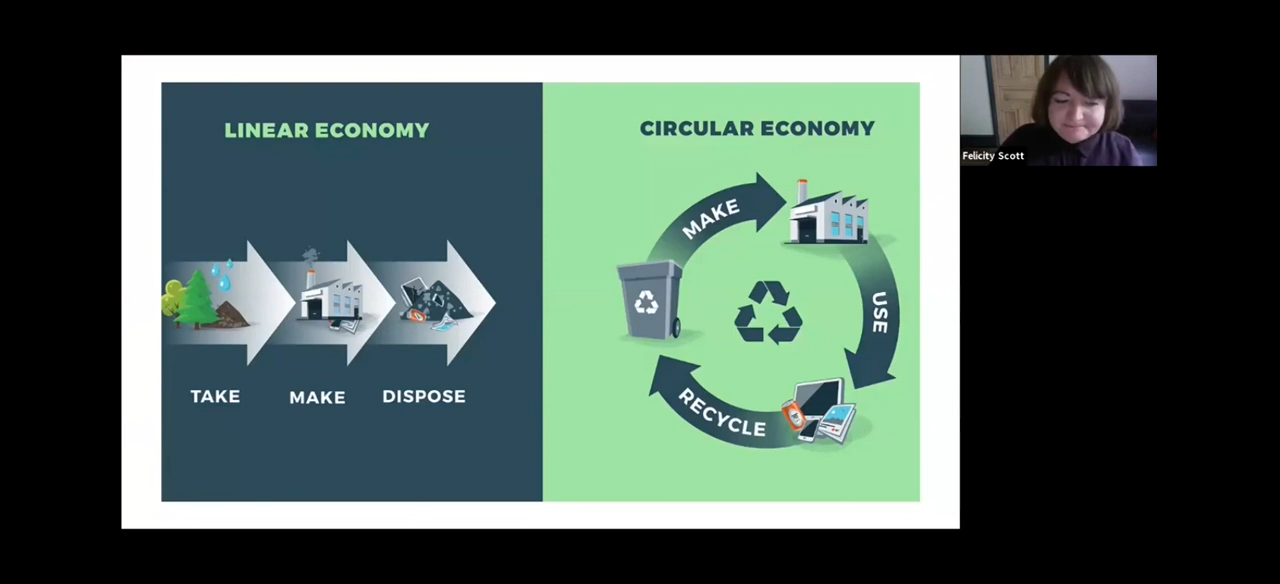 LINEAR ECONOMY
TAKE
MAKE
DISPOSE
CIRCULAR ECONOMY
MAKE
USE
RECYCLE
Felicity Scott